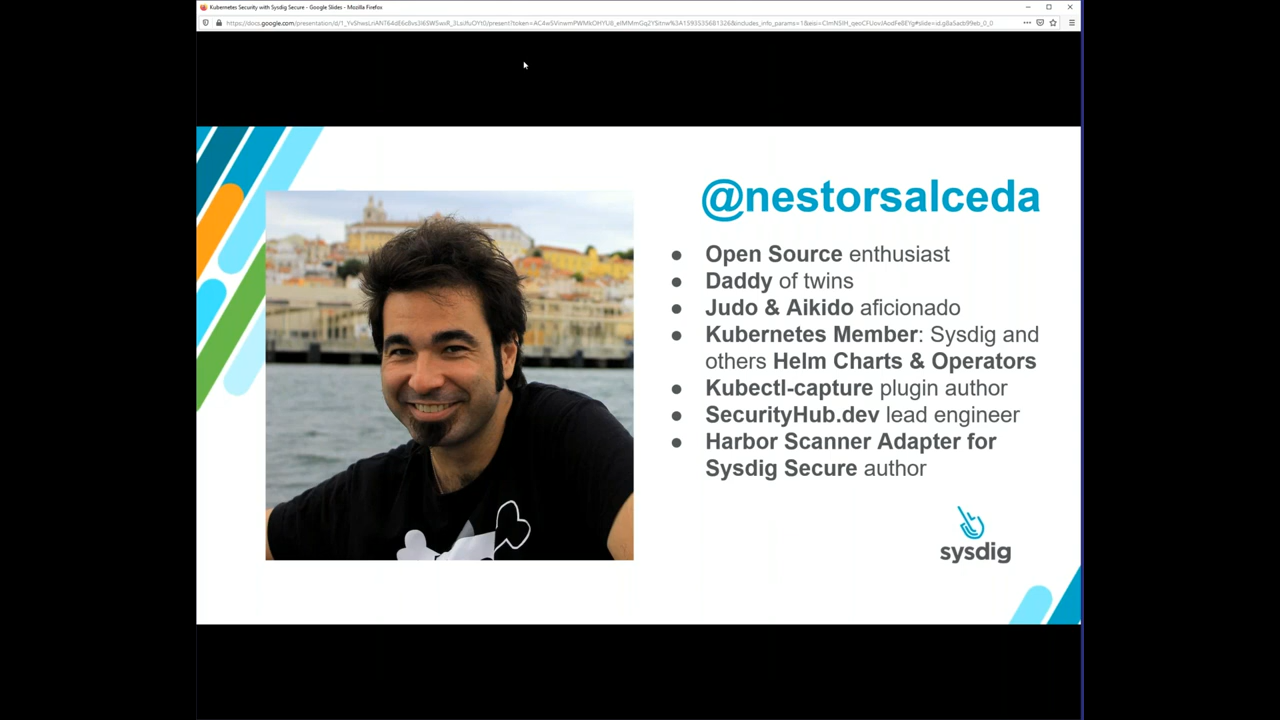 Kubernetes Security with Sysdig Secure - Google Slides - Mozilla Firefox
@nestorsalceda
● Open Source enthusiast
● Daddy of twins
● Judo & Aikido aficionado
● Kubernetes Member: Sysdig and
others Helm Charts & Operators
● Kubectl-capture plugin author
● SecurityHub.dev lead engineer
● Harbor Scanner Adapter for
Sysdig Secure author
sysdig